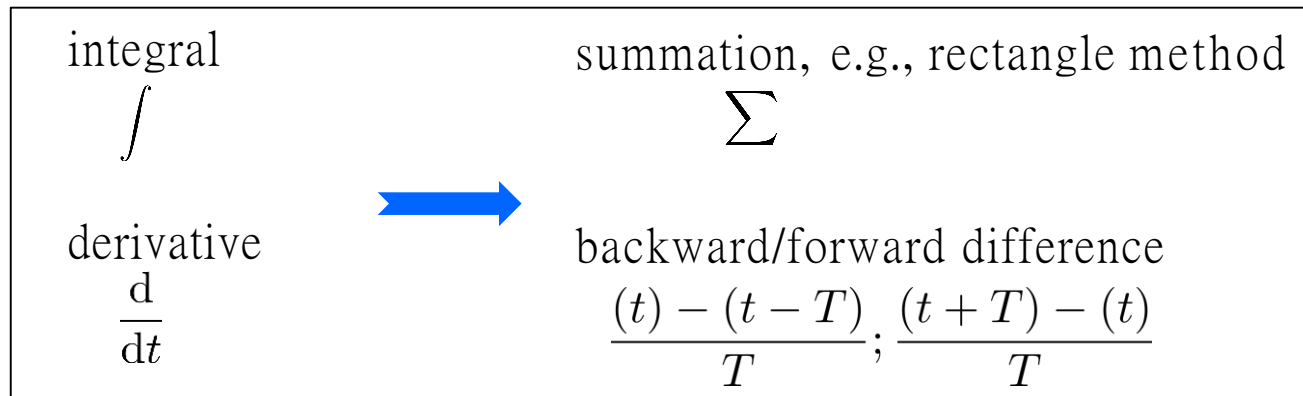 integral
∫
derivative
d
dt
summation, e.g., rectangle method
∑
backward/forward difference
(t) − (t − T)
T
;
(t + T) − (t)
T